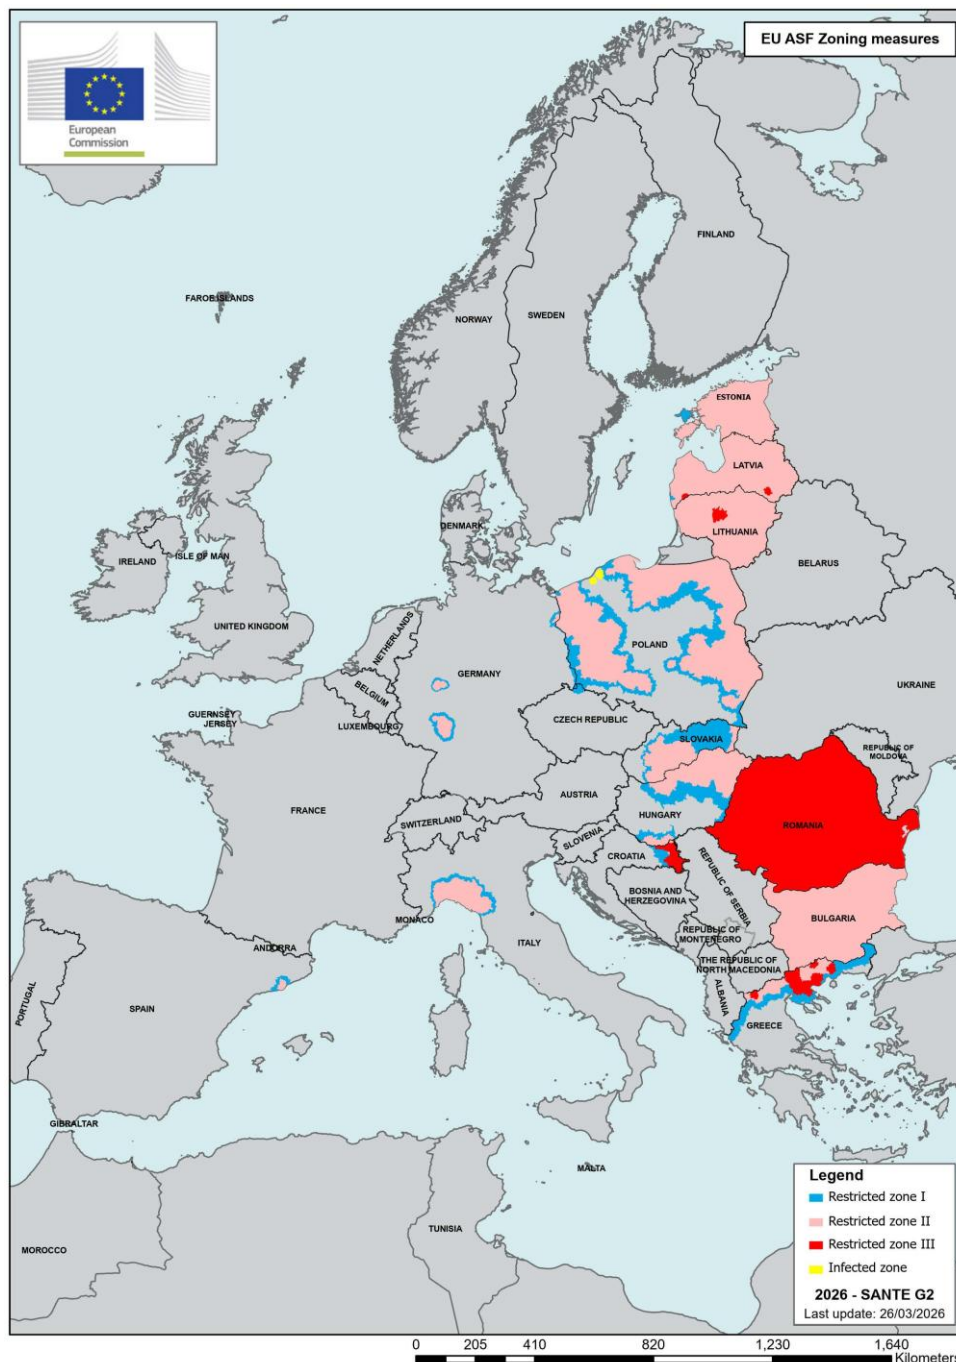 EU ASF Zoning measures
European
Commission
FINLAND
FAROE ISLANDS
NORWAY
SWEDEN
ESTONIA
LATVIA
DENMARK
LITHUANIA
IRELAND
ISLE OF MAN
BELARUS
UNITED KINGDOM
NETHERLANDS
POLAND
GERMANY
BELGIUM
UKRAINE
GUERNSEY
JERSEY
LUXEMBOURG
CZECH REPUBLIC
SLOVAKIA
REPUBLIC OF
MOLDOVA
AUSTRIA
FRANCE
HUNGARY
SWITZERLAND
ROMANIA
SLOVENIA
CROATIA
REPUBLIC OF SERBIA
BOSNIA AND
HERZEGOVINA
MONACO
BULGARIA
REPUBLIC OF
MONTENEGRO
ITALY
ANDORRA
THE REPUBLIC OF
NORTH MACEDONIA
ALBANIA
PORTUGAL
SPAIN
GREECE
GIBRALTAR
MALTA
TUNISIA
MOROCCO
Legend
Restricted zone I
Restricted zone II
Restricted zone III
Infected zone
2026 - SANTE G2
Last update: 26/03/2026
0 205 410 820 1,230 1,640
Kilometers